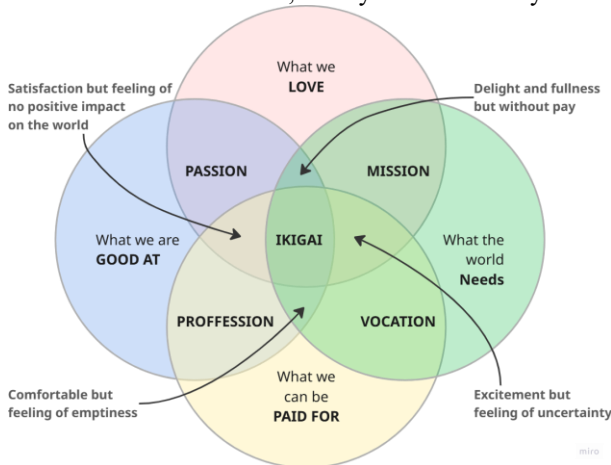 What we
LOVE
Satisfaction but feeling of
no positive impact
on the world
Delight and fullness
but without pay
PASSION
MISSION
What we are
GOOD AT
IKIGAI
What the
world
Needs
PROFFESSION
VOCATION
What we
can be
PAID FOR
Comfortable but
feeling of emptiness
Excitement but
feeling of uncertainty
miro